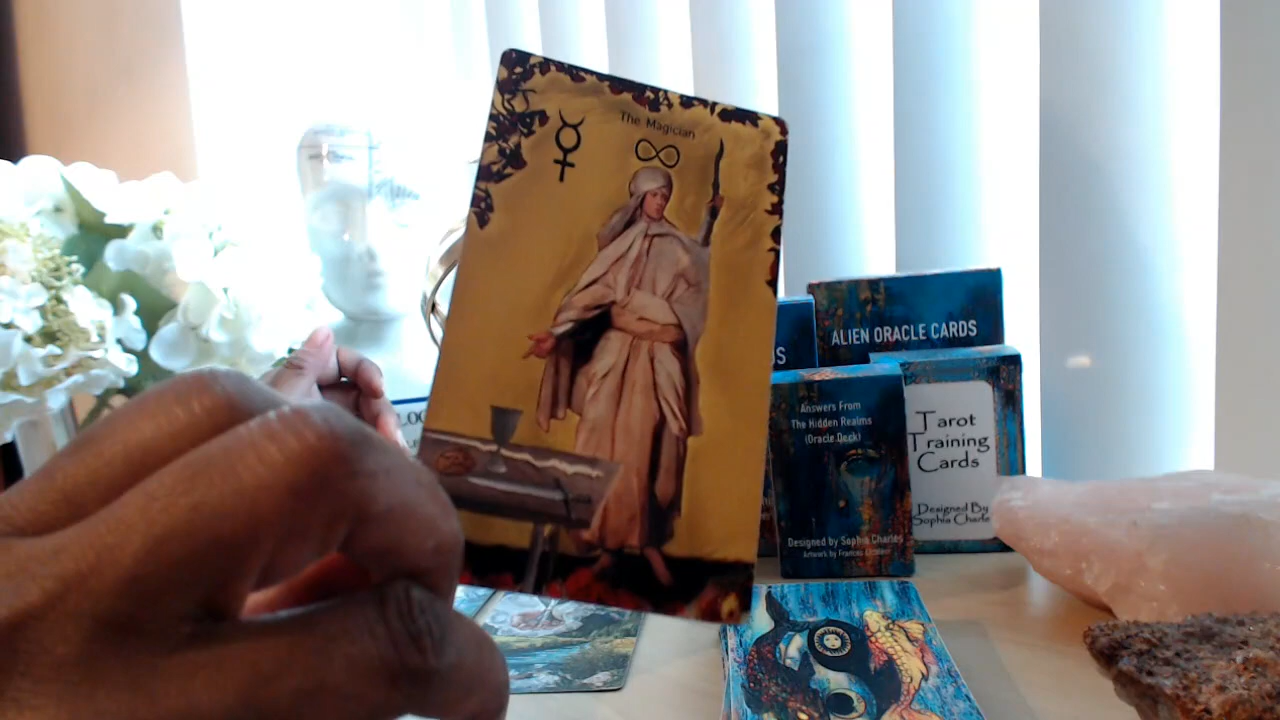 The Magician
ALIEN ORACLE CARDS
Answers From
The Hidden Realms
(Oracle Deck)
Designed by Sophia Charles
Tarot
Training
Cards
Designed By
Sophia Charle